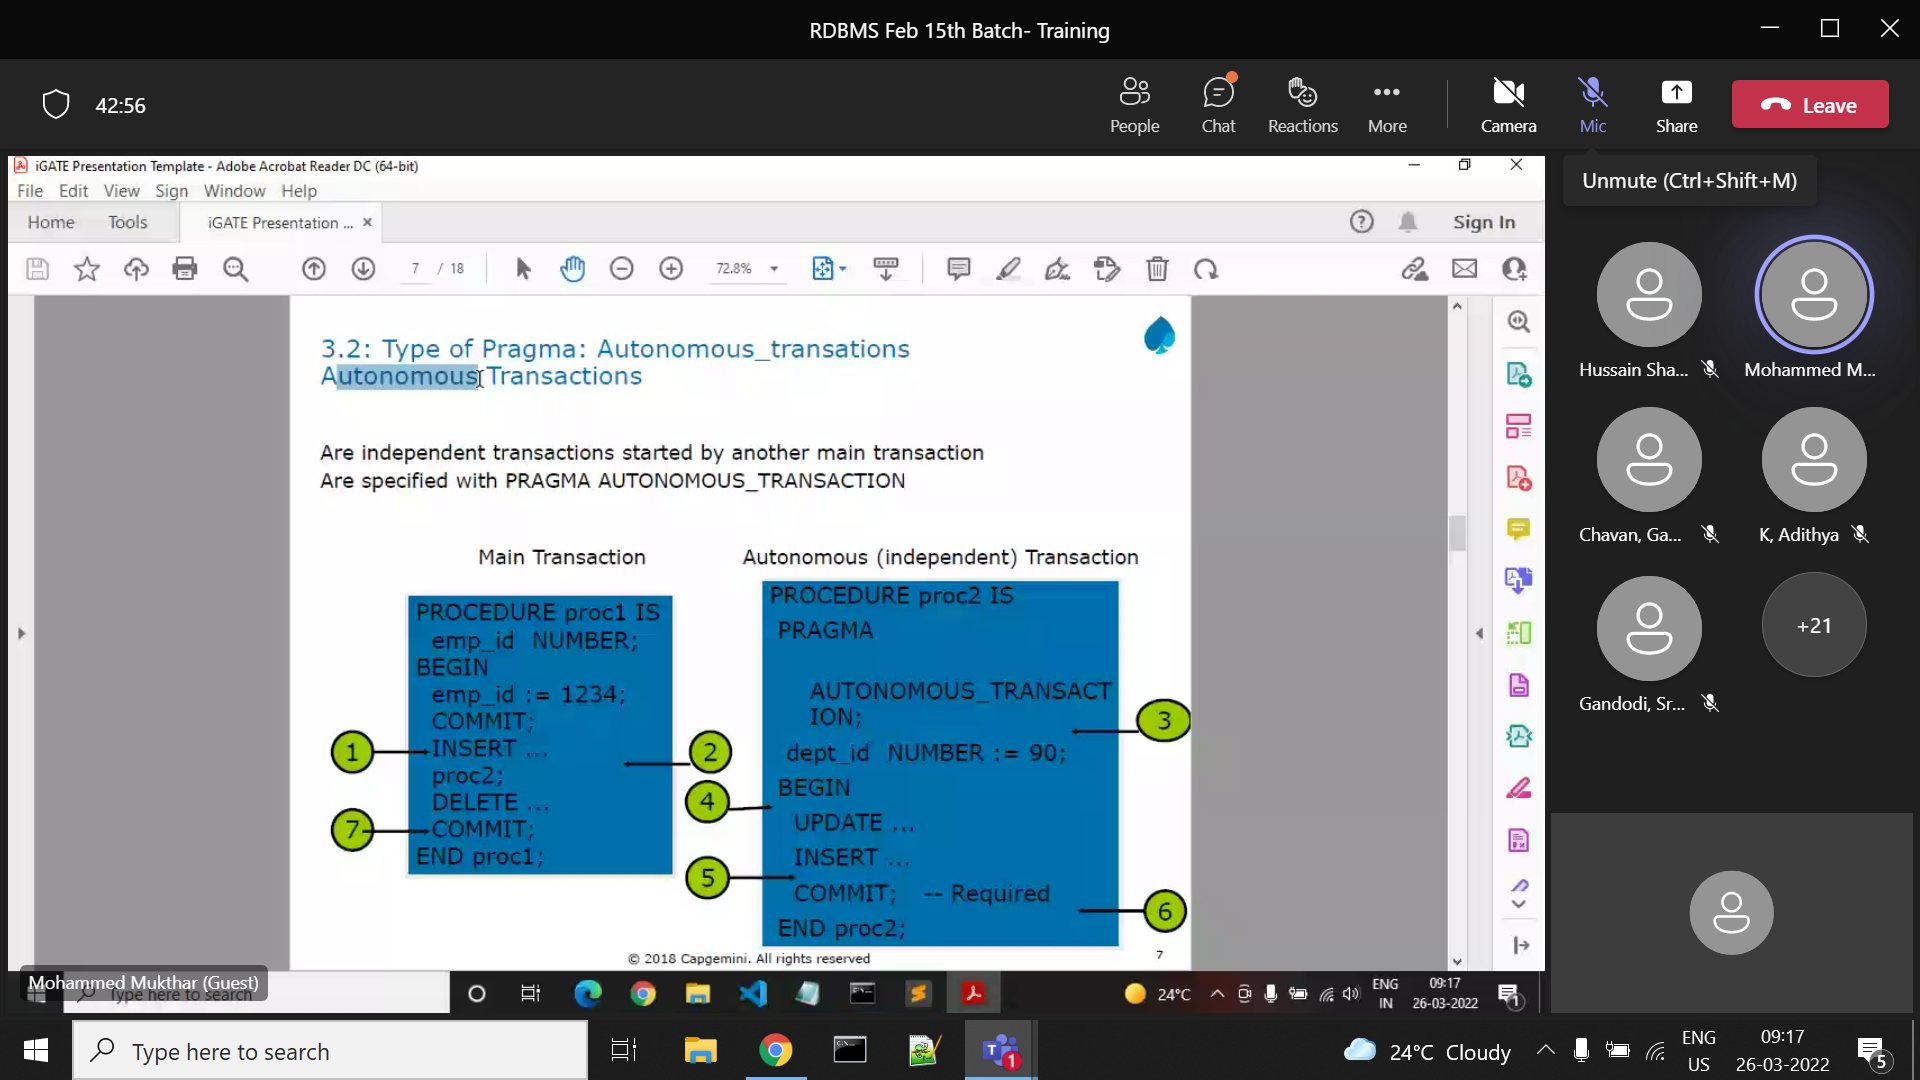 RDBMS Feb 15th Batch- Training
42:56
People
Chat
Reactions
More
Camera
Mic
Share
Leave
Unmute (Ctrl+Shift+M)
iGATE Presentation Template - Adobe Acrobat Reader DC (64-bit)
File Edit View Sign Window Help
Home Tools iGATE Presentation ... ×
Sign In
7 / 18
72.8%
3.2: Type of Pragma: Autonomous_transations
Autonomous Transactions
Are independent transactions started by another main transaction
Are specified with PRAGMA AUTONOMOUS_TRANSACTION
Main Transaction
PROCEDURE proc1 IS
emp_id NUMBER;
BEGIN
emp_id := 1234;
COMMIT;
INSERT ...
proc2;
DELETE ...
COMMIT;
END proc1;
1
2
7
Autonomous (independent) Transaction
PROCEDURE proc2 IS
PRAGMA
AUTONOMOUS_TRANSACT
ION;
dept_id NUMBER := 90;
BEGIN
UPDATE ...
INSERT ...
COMMIT; -- Required
END proc2;
3
4
5
6
© 2018 Capgemini. All rights reserved
7
Hussain Sha...
Mohammed M...
Chavan, Ga...
K, Adithya
Gandodi, Sr...
+21
Mohammed Mukthar (Guest)
Type here to search
24°C
ENG
IN
09:17
26-03-2022
1
Type here to search
1
24°C Cloudy
ENG
US
09:17
26-03-2022
5